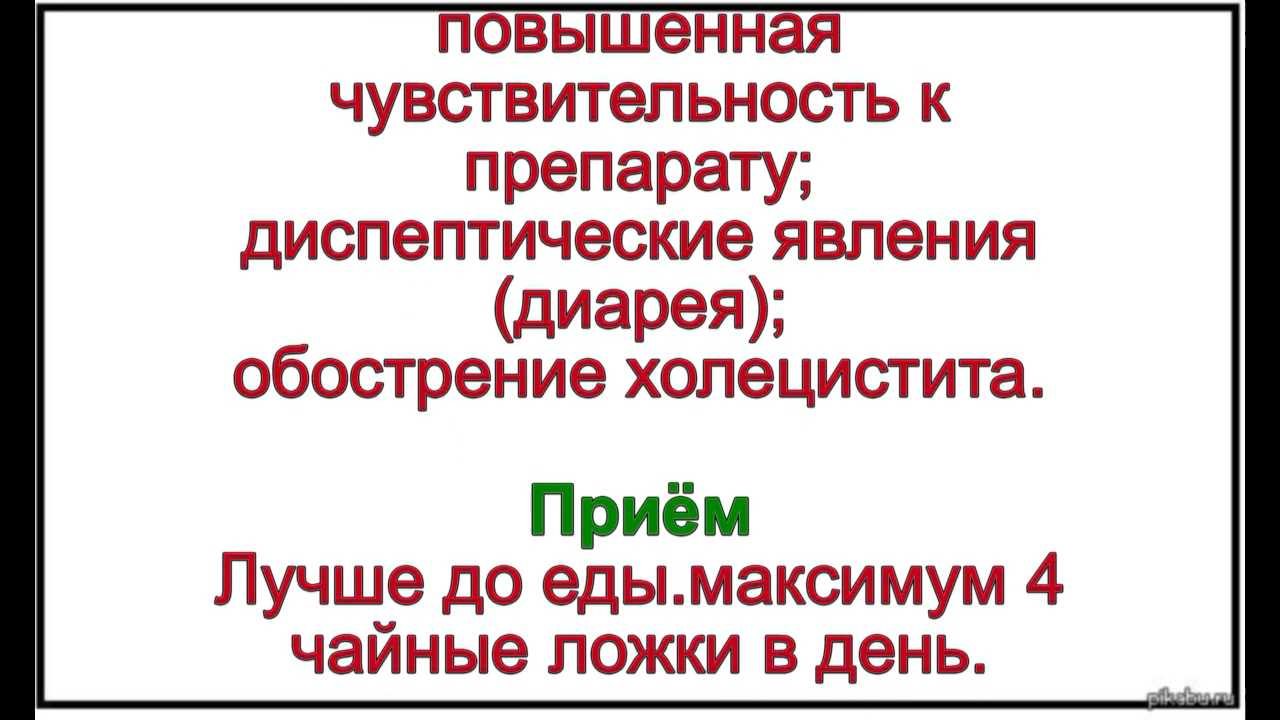 повышенная
чувствительность к
препарату;
диспептические явления
(диарея);
обострение холецистита.
Приём
Лучше до еды.максимум 4
чайные ложки в день.
pikabu.ru